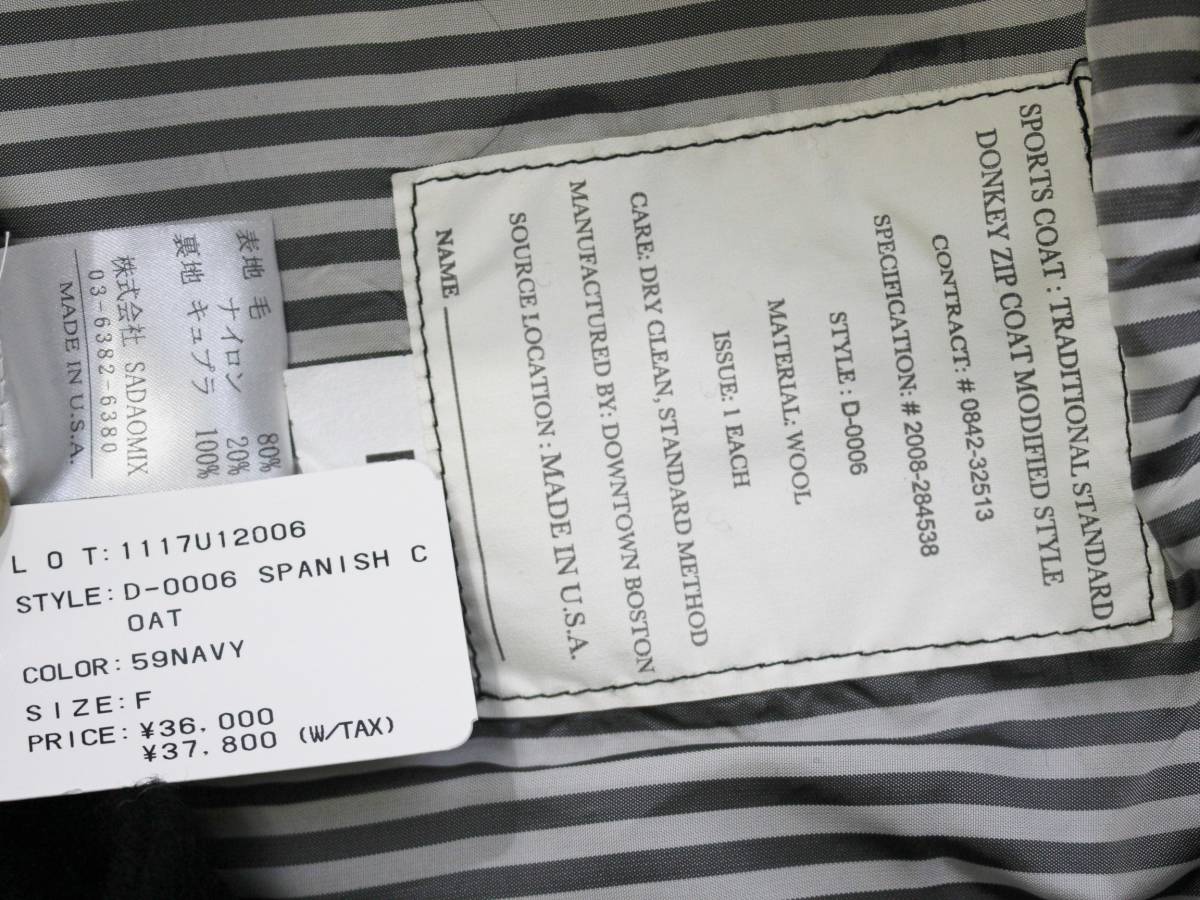 SPORTS COAT : TRADITIONAL STANDARD
DONKEY ZIP COAT MODIFIED STYLE
CONTRACT: # 0842-32513
SPECIFICATION: # 2008-284538
STYLE : D-0006
MATERIAL: WOOL
ISSUE: 1 EACH
CARE: DRY CLEAN, STANDARD METHOD
MANUFACTURED BY: DOWNTOWN BOSTON
SOURCE LOCATION : MADE IN U.S.A.
NAME
表地 毛 80%
ナイロン 20%
裏地 キュプラ 100%
株式会社 SADAOMIX
03-6382-6380
MADE IN U.S.A.
LOT:1117U12006
STYLE:D-0006 SPANISH C
OAT
COLOR:59NAVY
SIZE:F
PRICE:¥36,000
¥37,800 (W/TAX)